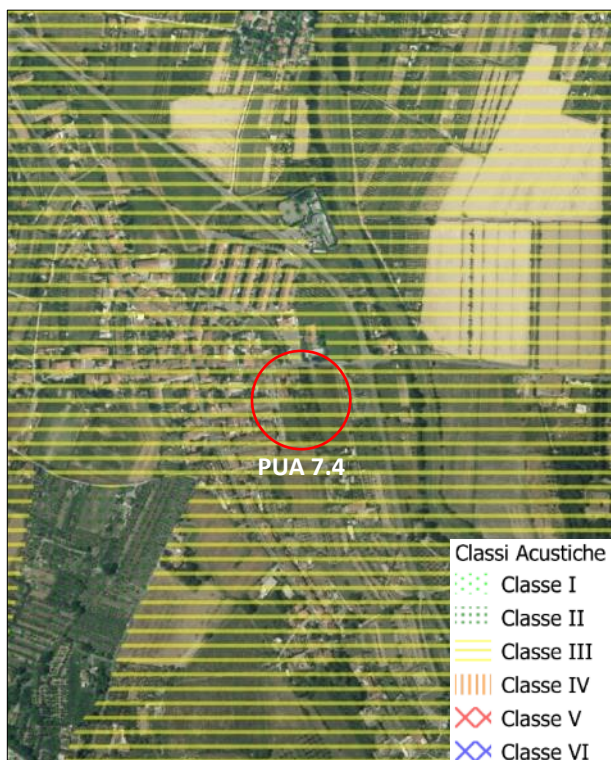 PUA 7.4
Classi Acustiche
Classe I
Classe II
Classe III
Classe IV
Classe V
Classe VI